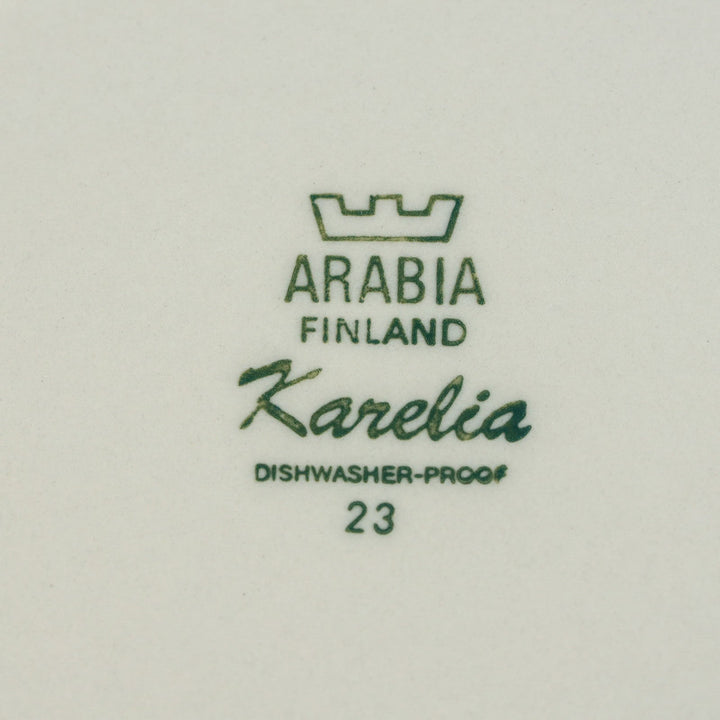 ARABIA
FINLAND
Karelia
DISHWASHER-PROOF
23